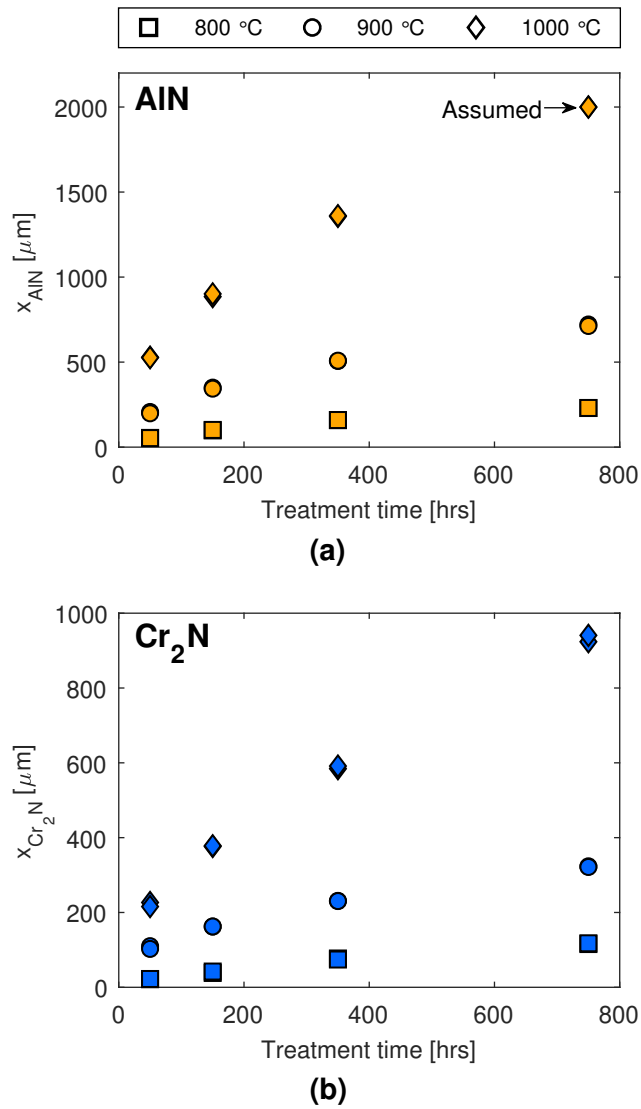 800 °C 900 °C 1000 °C
AlN
Assumed
2000
1500
1000
500
0
x_AlN [μm]
0 200 400 600 800
Treatment time [hrs]
(a)
Cr₂N
1000
800
600
400
200
0
x_Cr₂N [μm]
0 200 400 600 800
Treatment time [hrs]
(b)